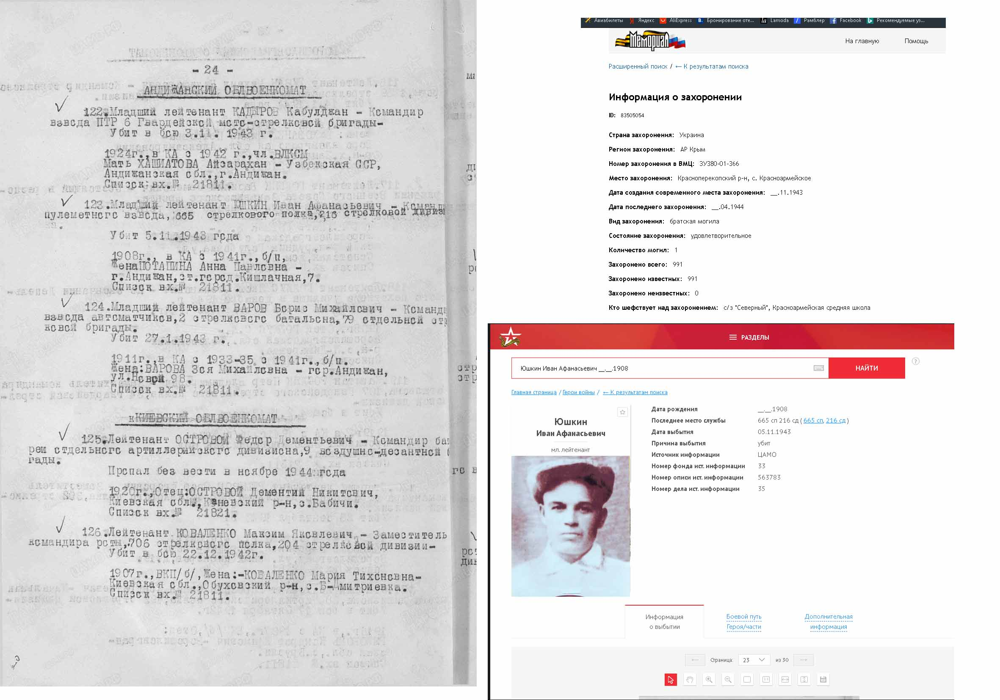 - 24 -
АНДИЖАНСКИЙ ОБЛВОЕНКОМАТ
122.Младший лейтенант КАДЫРОВ Кабулджан - Командир
взвода ПТР 6 Гвардейской мото-стрелковой бригады-
Убит в бою 3.11. 1943 г.
1924г.,в КА с 1942 г.,чл.ВЛКСМ
Мать ХАШИАТОВА Айсарахан - Узбекская ССР,
Андижанская обл.,г.Андижан.
Список вх.№ 21811.
123.Младший лейтенант ЮШКИН Иван Афанасьевич -
пулеметного взвода, 665 стрелкового полка,216 стрелковой
Убит 5.11.1943 года
1908г., в КА с 1941г.,б/п,
Жена ПОТАПИНА Анна Павловна -
г.Андижан,ст.город.Кишлачная,7.
Список вх.№ 21811.
124.Младший лейтенант ВАРОВ Борис Михайлович -
взвода автоматчиков,2 стрелкового батальона,79 отдельной
ковой бригады.
Убит 27.1.1943 г.
1911г.,в КА с 1933-35 с 1941г.,б/п.
Жена:ВАРОВА Зоя Михайловна - гор.Андижан,
ул.Новой 98.
Список вх.№ 21811.
кКИЕВСКИЙ ОБЛВОЕНКОМАТ
125.Лейтенант ОСТРОВОЙ Федор Дементьевич - Командир
реи отдельного артиллерийского дивизиона,9 воздушно-десантной
гады.
Пропал без вести в ноябре 1944 года
1920г.,Отец:ОСТРОВОЙ Дементий Никитович,
Киевская обл.,Каневский р-н,с.Бабичи.
Список вх.№ 21821.
126.Лейтенант КОВАЛЕНКО Максим Яковлевич - Заместитель
командира роты,706 стрелкового полка,204 стрелковой дивизии-
Убит в бою 22.12.1942г.
1907г.,ВКП/б/,Жена:-КОВАЛЕНКО Мария Тихоновна-
Киевская обл.,Обуховский р-н,с.Б-Дмитриевка.
Список вх.№ 21811.
Авиабилеты Яндекс AliExpress Бронирование оте... Lamoda Рамблер Facebook Рекомендуемые уз...
Мемориал На главную Помощь
Расширенный поиск / ← К результатам поиска
Информация о захоронении
ID: 83505054
Страна захоронения: Украина
Регион захоронения: АР Крым
Номер захоронения в ВМЦ: ЗУ380-01-366
Место захоронения: Красноперекопский р-н, с. Красноармейское
Дата создания современного места захоронения: __.11.1943
Дата последнего захоронения: __.04.1944
Вид захоронения: братская могила
Состояние захоронения: удовлетворительное
Количество могил: 1
Захоронено всего: 991
Захоронено известных: 991
Захоронено неизвестных: 0
Кто шефствует над захоронением: с/з "Северный", Красноармейская средняя школа
РАЗДЕЛЫ
Юшкин Иван Афанасьевич __.__.1908 НАЙТИ ?
Главная страница / Герои войны / ← К результатам поиска
Юшкин
Иван Афанасьевич
мл. лейтенант
Дата рождения __.__.1908
Последнее место службы 665 сп 216 сд ( 665 сп, 216 сд )
Дата выбытия 05.11.1943
Причина выбытия убит
Источник информации ЦАМО
Номер фонда ист. информации 33
Номер описи ист. информации 563783
Номер дела ист. информации 35
Информация
о выбытии
Боевой путь
Героя/части
Дополнительная
информация
Страница: 23 из 30